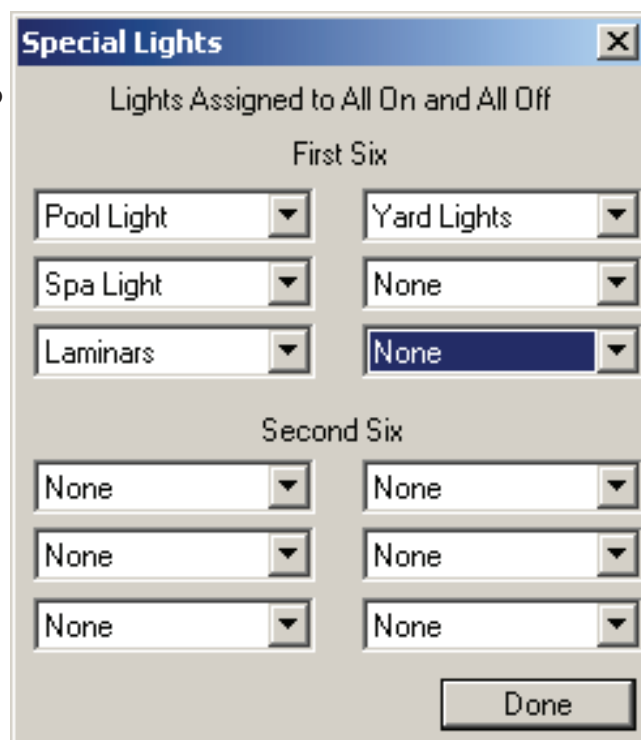 Special Lights
Lights Assigned to All On and All Off
First Six
Pool Light Yard Lights
Spa Light None
Laminars None
Second Six
None None
None None
None None
Done